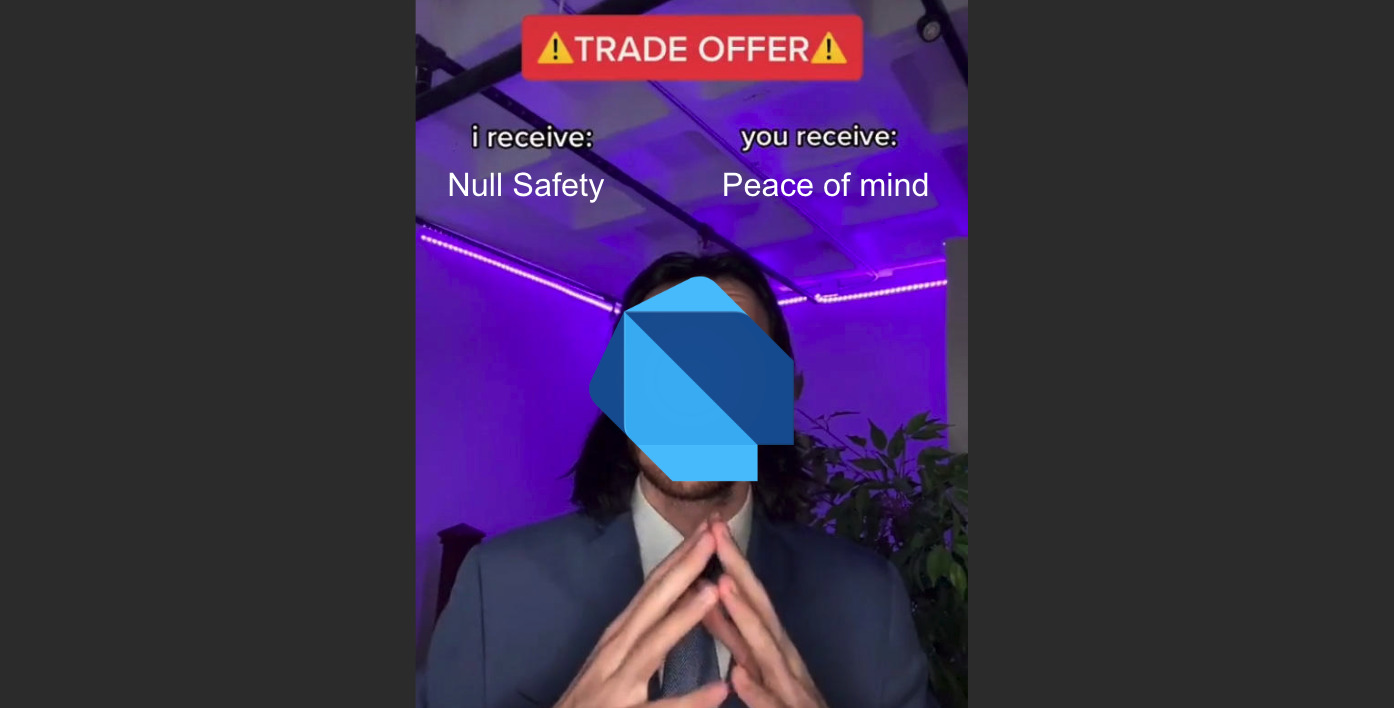 ⚠️TRADE OFFER⚠️
i receive:
you receive:
Null Safety
Peace of mind